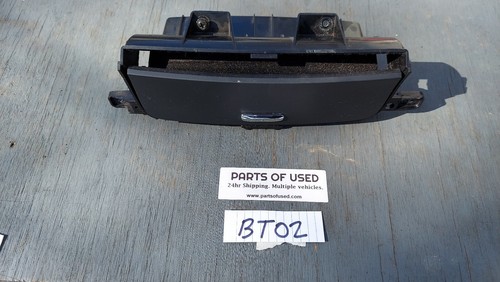 PARTS OF USED
24hr Shipping. Multiple vehicles.
www.partsofused.com
BT02